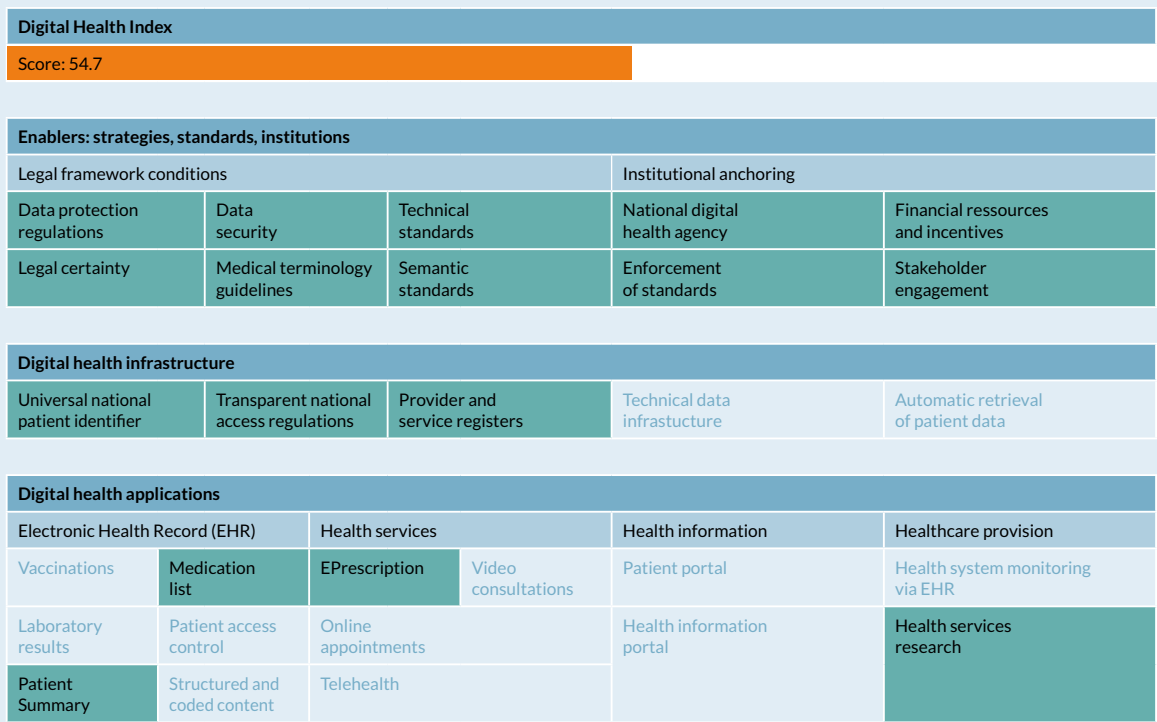 Digital Health Index
Score: 54.7
Enablers: strategies, standards, institutions
Legal framework conditions
Institutional anchoring
Data protection
regulations
Data
security
Technical
standards
National digital
health agency
Financial ressources
and incentives
Legal certainty
Medical terminology
guidelines
Semantic
standards
Enforcement
of standards
Stakeholder
engagement
Digital health infrastructure
Universal national
patient identifier
Transparent national
access regulations
Provider and
service registers
Technical data
infrastucture
Automatic retrieval
of patient data
Digital health applications
Electronic Health Record (EHR)
Health services
Health information
Healthcare provision
Vaccinations
Medication
list
EPrescription
Video
consultations
Patient portal
Health system monitoring
via EHR
Laboratory
results
Patient access
control
Online
appointments
Health information
portal
Health services
research
Patient
Summary
Structured and
coded content
Telehealth